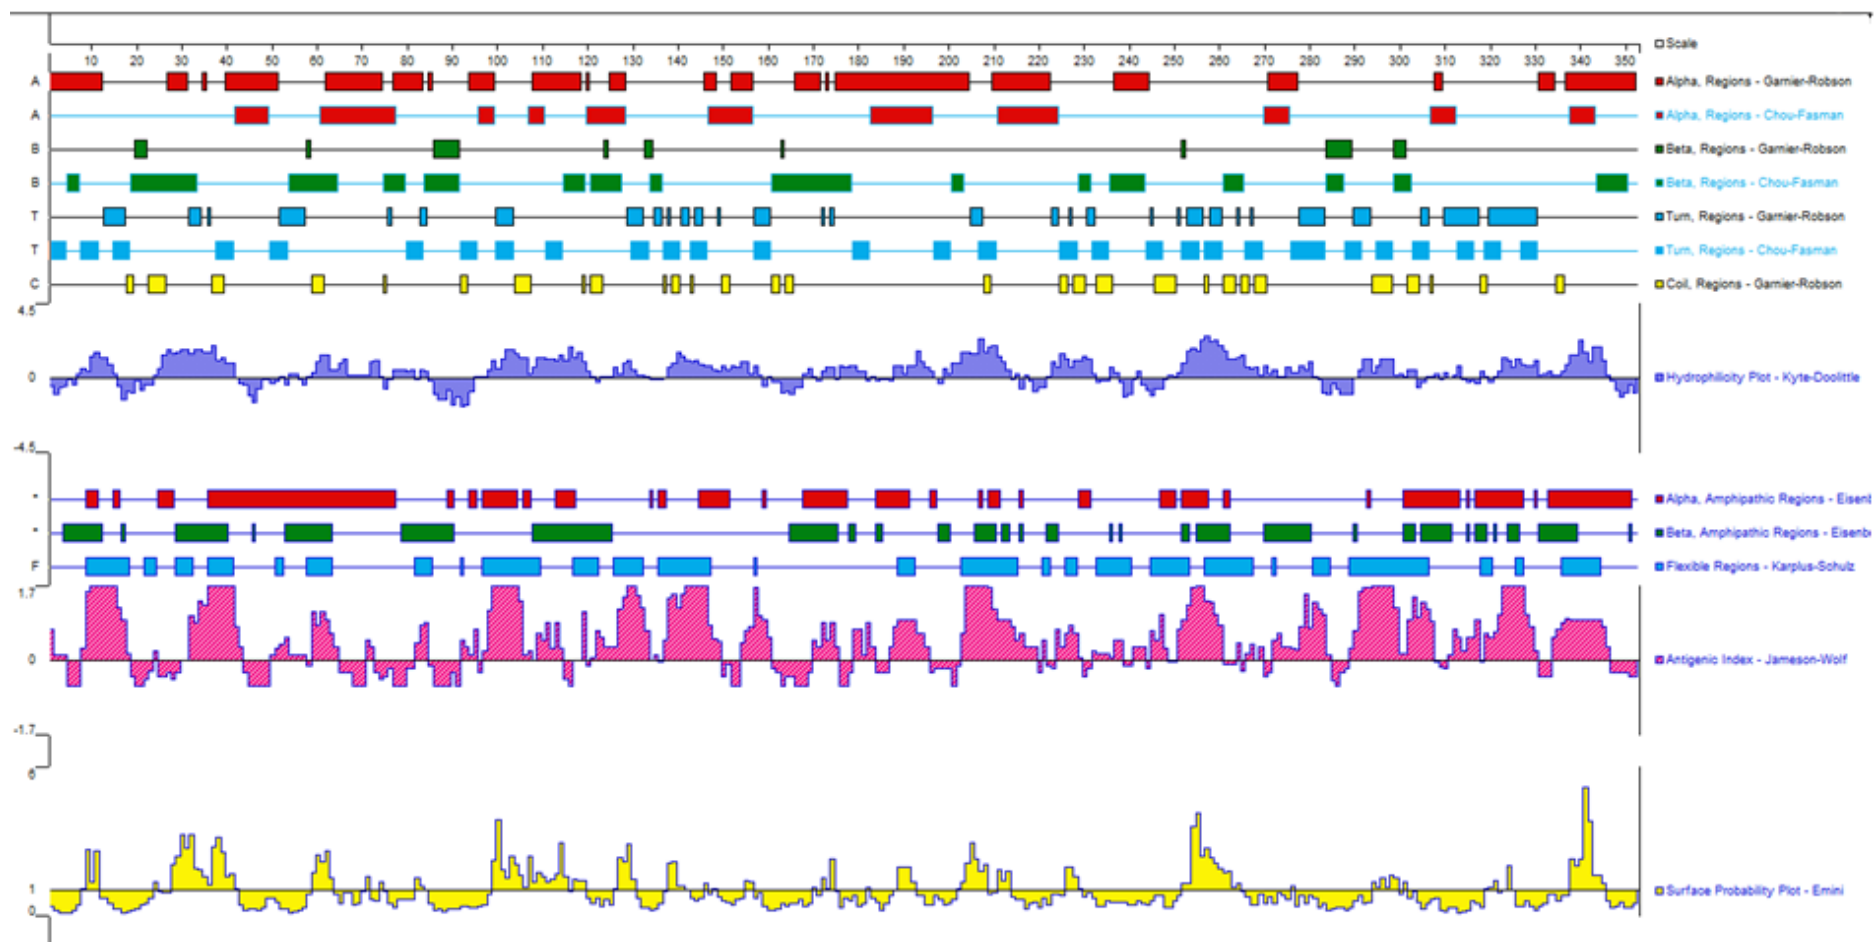 Scale
10 20 30 40 50 60 70 80 90 100 110 120 130 140 150 160 170 180 190 200 210 220 230 240 250 260 270 280 290 300 310 320 330 340 350
A Alpha, Regions - Garnier-Robson
A Alpha, Regions - Chou-Fasman
B Beta, Regions - Garnier-Robson
B Beta, Regions - Chou-Fasman
T Turn, Regions - Garnier-Robson
T Turn, Regions - Chou-Fasman
C Coil, Regions - Garnier-Robson
4.5
0 Hydrophilicity Plot - Kyte-Doolittle
-4.5
* Alpha, Amphipathic Regions - Eisen
* Beta, Amphipathic Regions - Eisenb
F Flexible Regions - Karplus-Schulz
1.7
0 Antigenic Index - Jameson-Wolf
-1.7
6
1 Surface Probability Plot - Emini
0